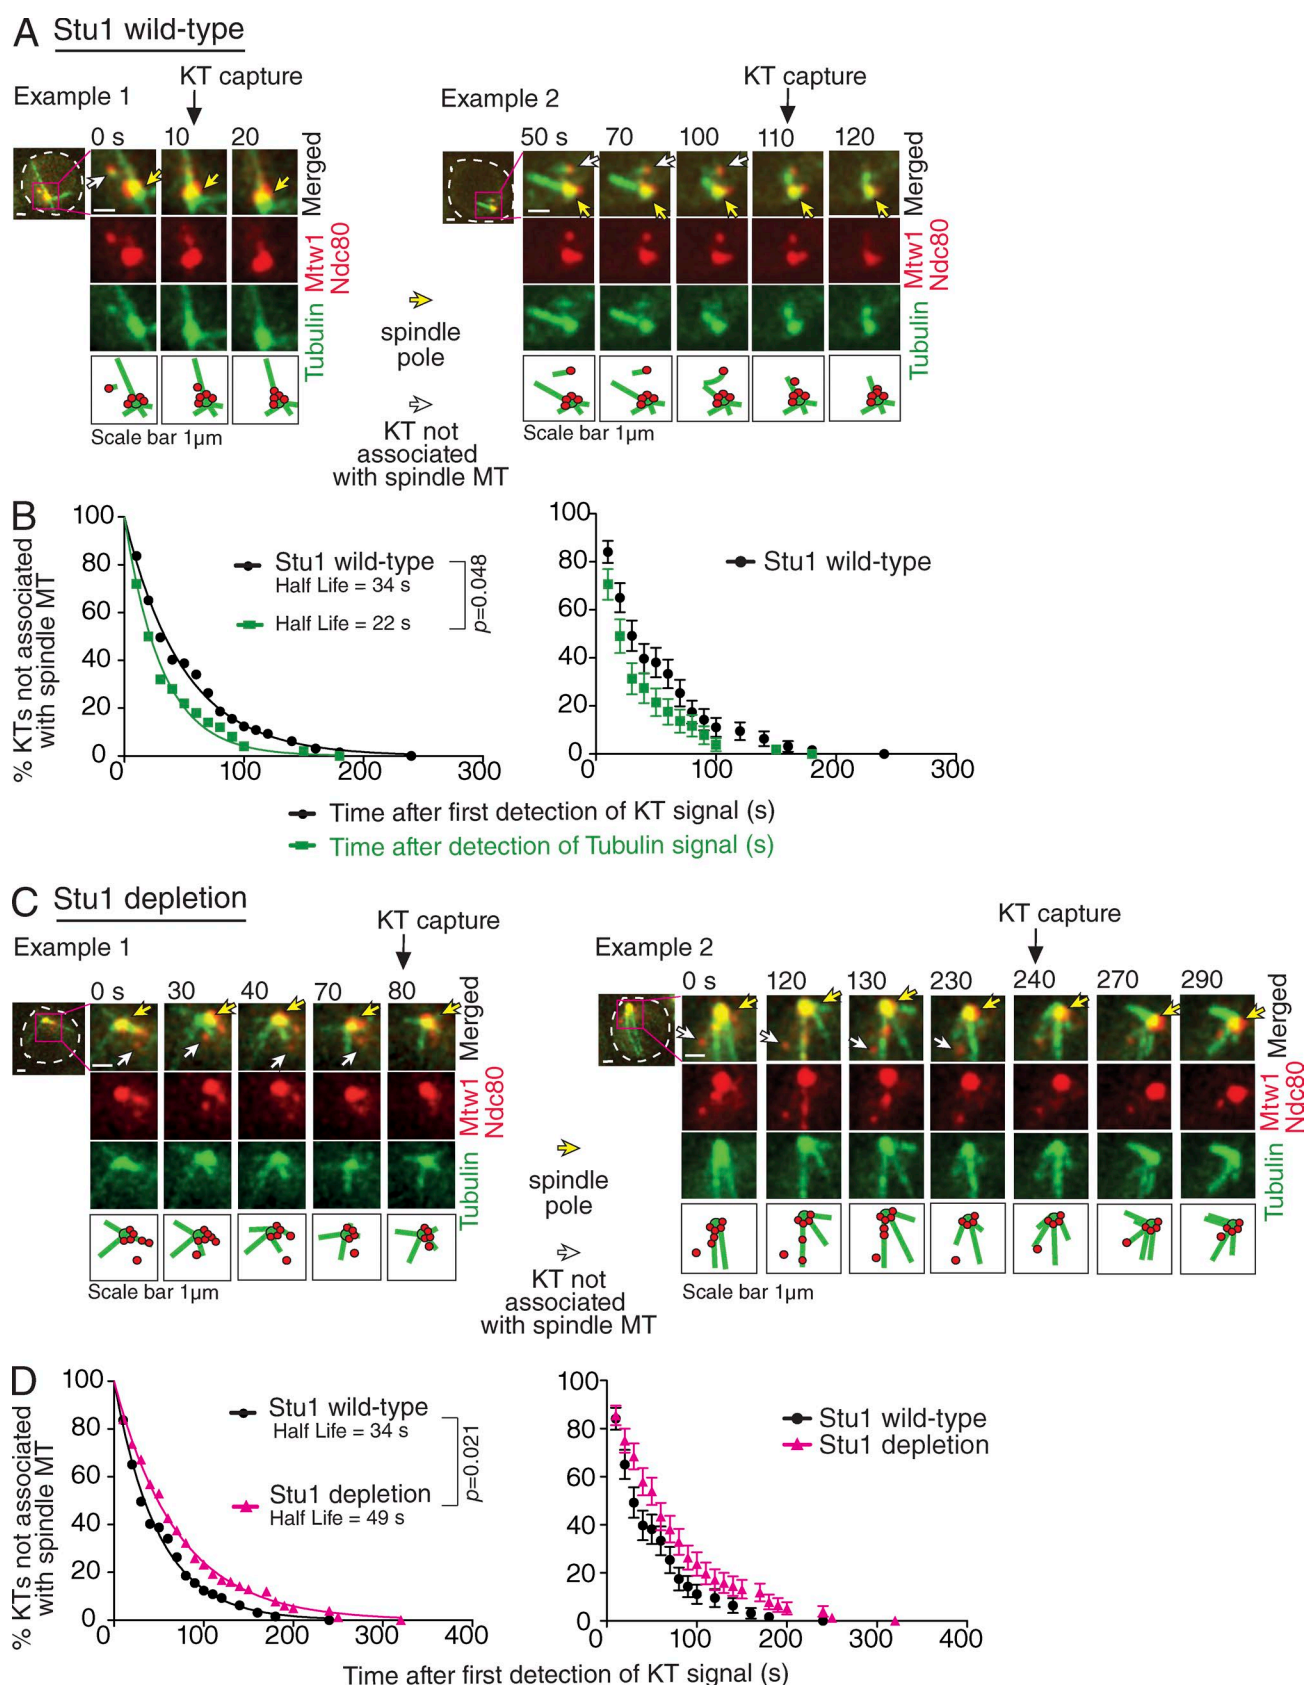 A Stu1 wild-type
KT capture
Example 1
0 s 10 20
Merged
Mtw1
Ndc80
Tubulin
Scale bar 1µm
KT capture
Example 2
50 s 70 100 110 120
Merged
Mtw1
Ndc80
Tubulin
Scale bar 1µm
spindle
pole
KT not
associated
with spindle MT
B
% KTs not associated
with spindle MT
100
80
60
40
20
0
0 100 200 300
Stu1 wild-type
Half Life = 34 s
Half Life = 22 s
p=0.048
100
80
60
40
20
0
0 100 200 300
Stu1 wild-type
Time after first detection of KT signal (s)
Time after detection of Tubulin signal (s)
C Stu1 depletion
KT capture
Example 1
0 s 30 40 70 80
Merged
Mtw1
Ndc80
Tubulin
Scale bar 1µm
KT capture
Example 2
0 s 120 130 230 240 270 290
Merged
Mtw1
Ndc80
Tubulin
Scale bar 1µm
spindle
pole
KT not
associated
with spindle MT
D
% KTs not associated
with spindle MT
100
80
60
40
20
0
0 100 200 300 400
Stu1 wild-type
Half Life = 34 s
Stu1 depletion
Half Life = 49 s
p=0.021
100
80
60
40
20
0
0 100 200 300 400
Stu1 wild-type
Stu1 depletion
Time after first detection of KT signal (s)